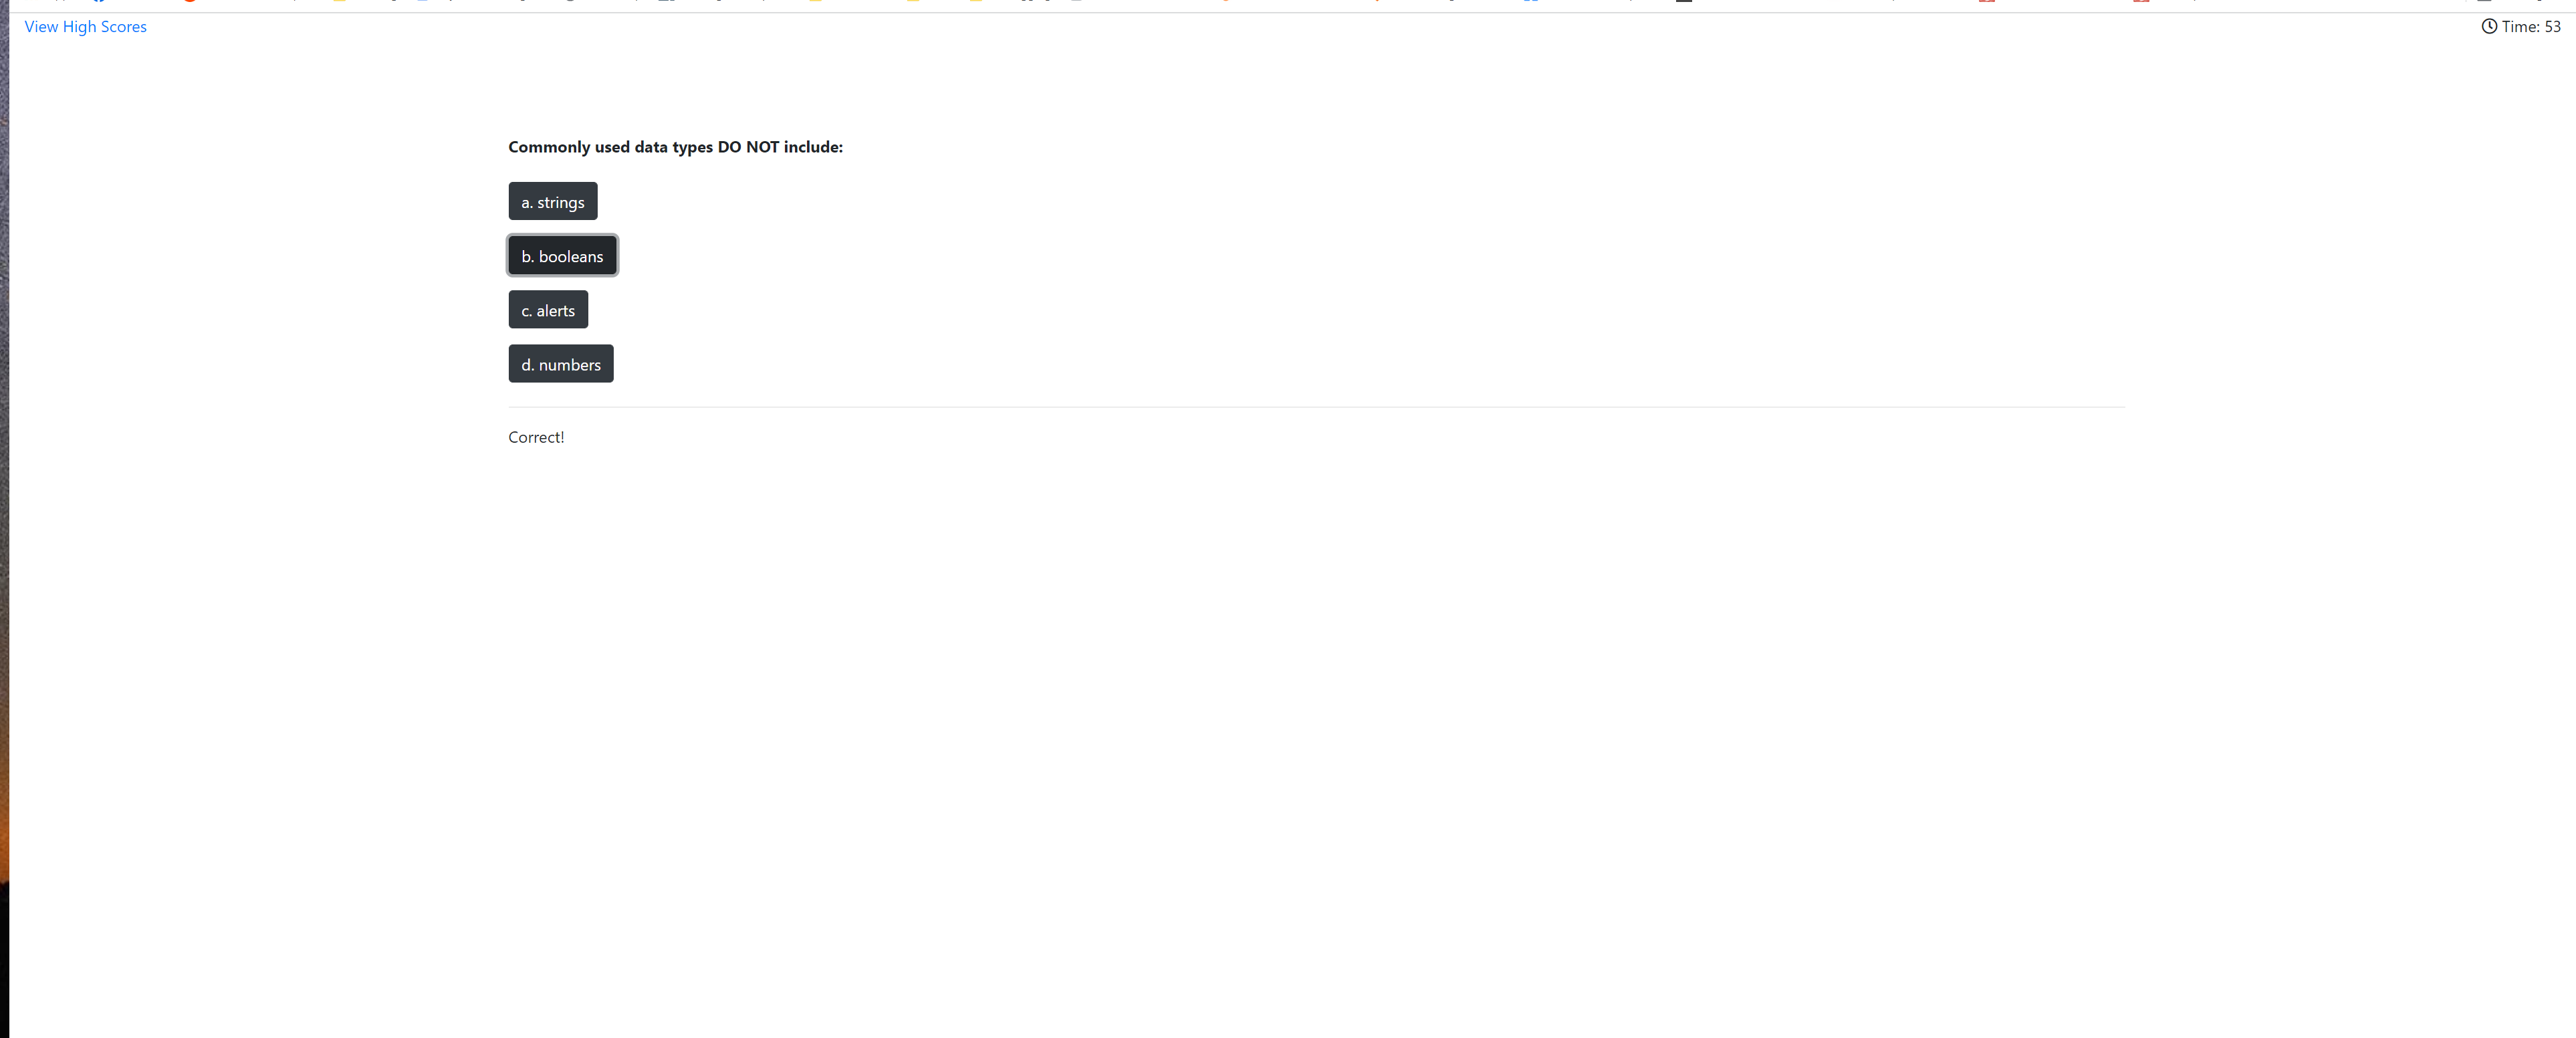 View High Scores
Time: 53
Commonly used data types DO NOT include:
a. strings
b. booleans
c. alerts
d. numbers
Correct!